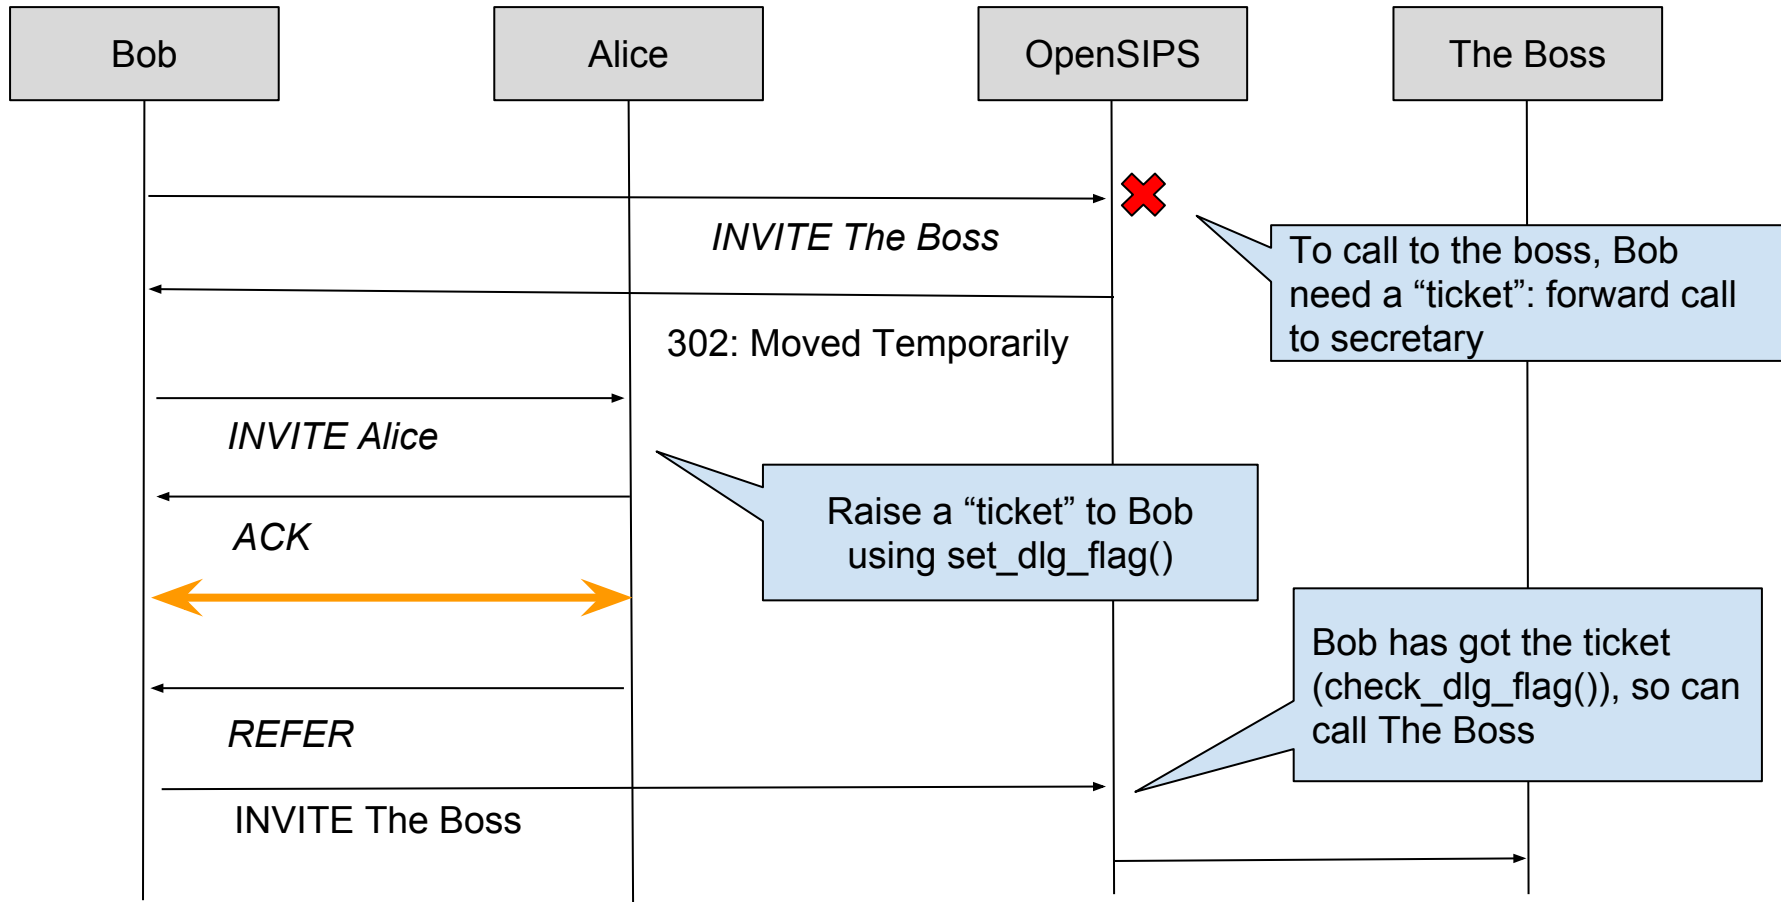 Bob
Alice
OpenSIPS
The Boss
INVITE The Boss
To call to the boss, Bob
need a “ticket”: forward call
to secretary
302: Moved Temporarily
INVITE Alice
Raise a “ticket” to Bob
using set_dlg_flag()
ACK
Bob has got the ticket
(check_dlg_flag()), so can
call The Boss
REFER
INVITE The Boss